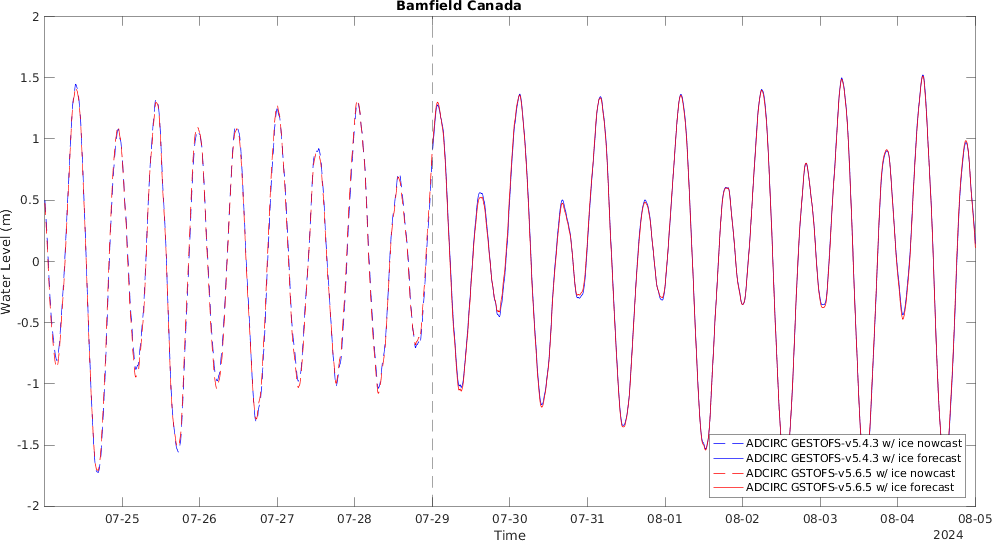 Bamfield Canada
2
1.5
1
0.5
0
-0.5
-1
-1.5
-2
Water Level (m)
07-25 07-26 07-27 07-28 07-29 07-30 07-31 08-01 08-02 08-03 08-04 08-05
Time
2024
ADCIRC GESTOFS-v5.4.3 w/ ice nowcast
ADCIRC GESTOFS-v5.4.3 w/ ice forecast
ADCIRC GSTOFS-v5.6.5 w/ ice nowcast
ADCIRC GSTOFS-v5.6.5 w/ ice forecast